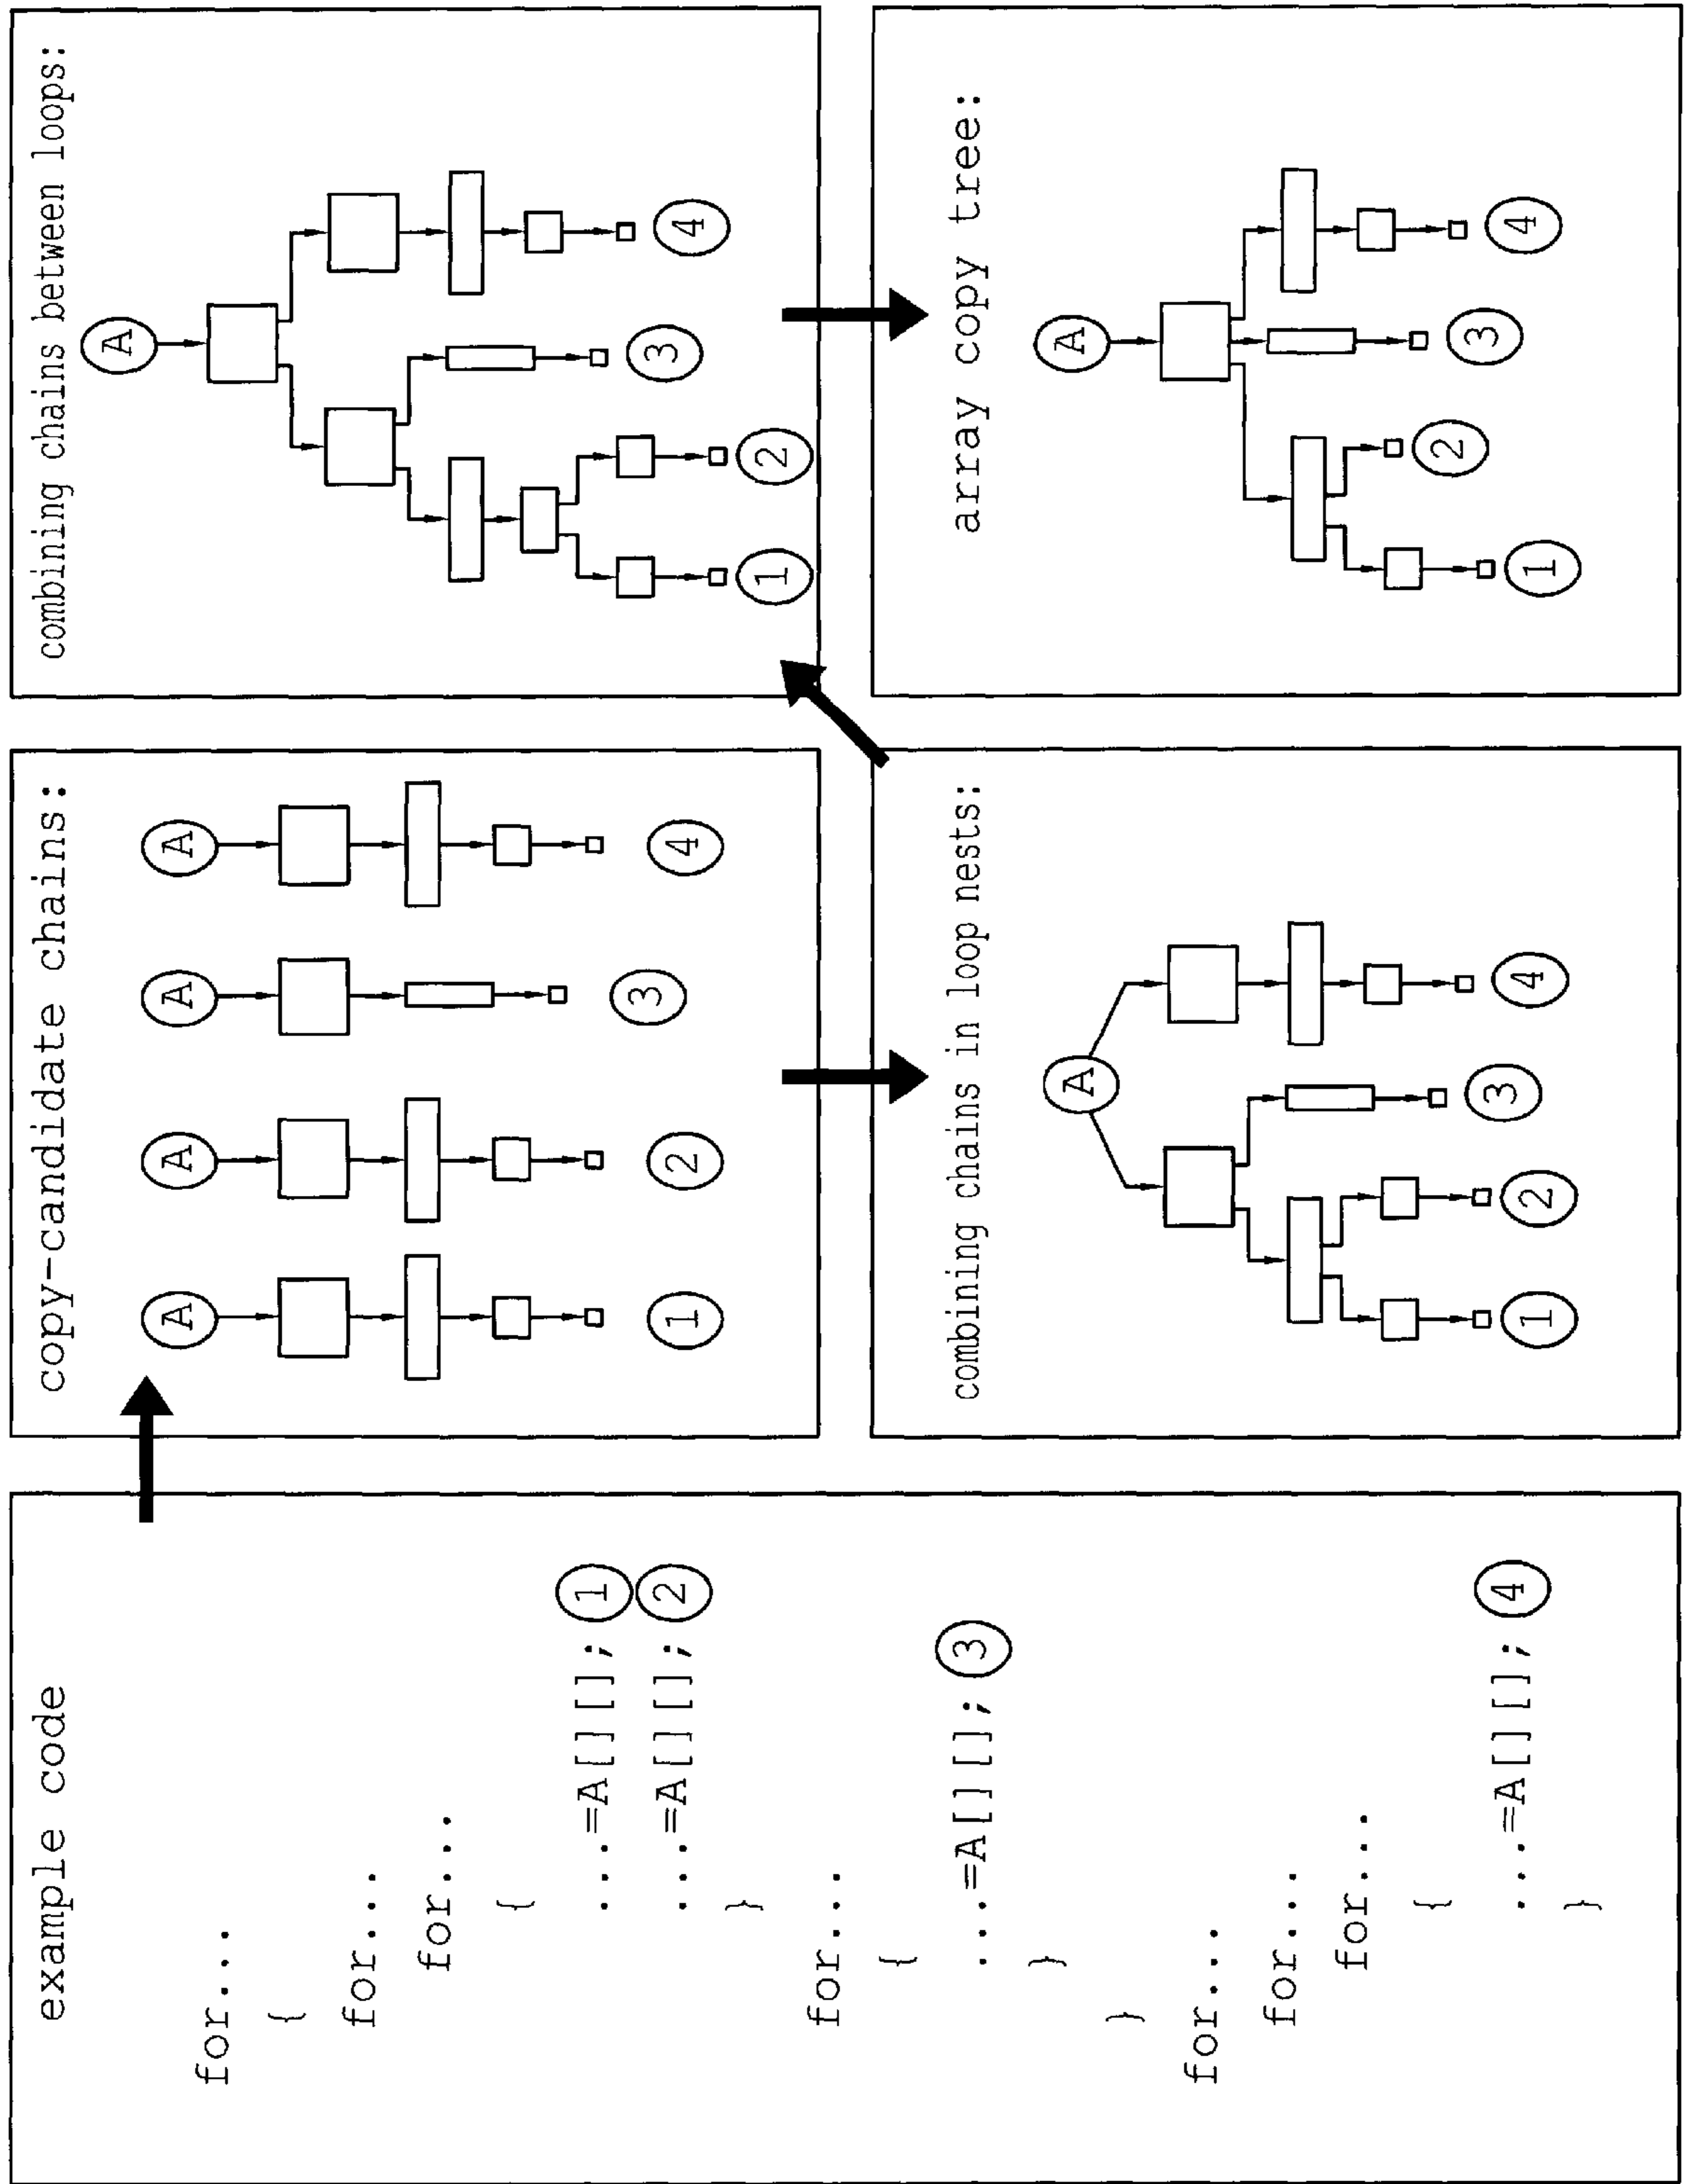 example code
for...
{
for...
for...
{
...=A[][]; 1
...=A[][]; 2
}
for...
{
...=A[][]; 3
}
}
for...
for...
for...
{
...=A[][]; 4
}
copy-candidate chains:
A A A A
1 2 3 4
combining chains in loop nests:
A
1 2 3 4
combining chains between loops:
A
1 2 3 4
array copy tree:
A
1 2 3 4